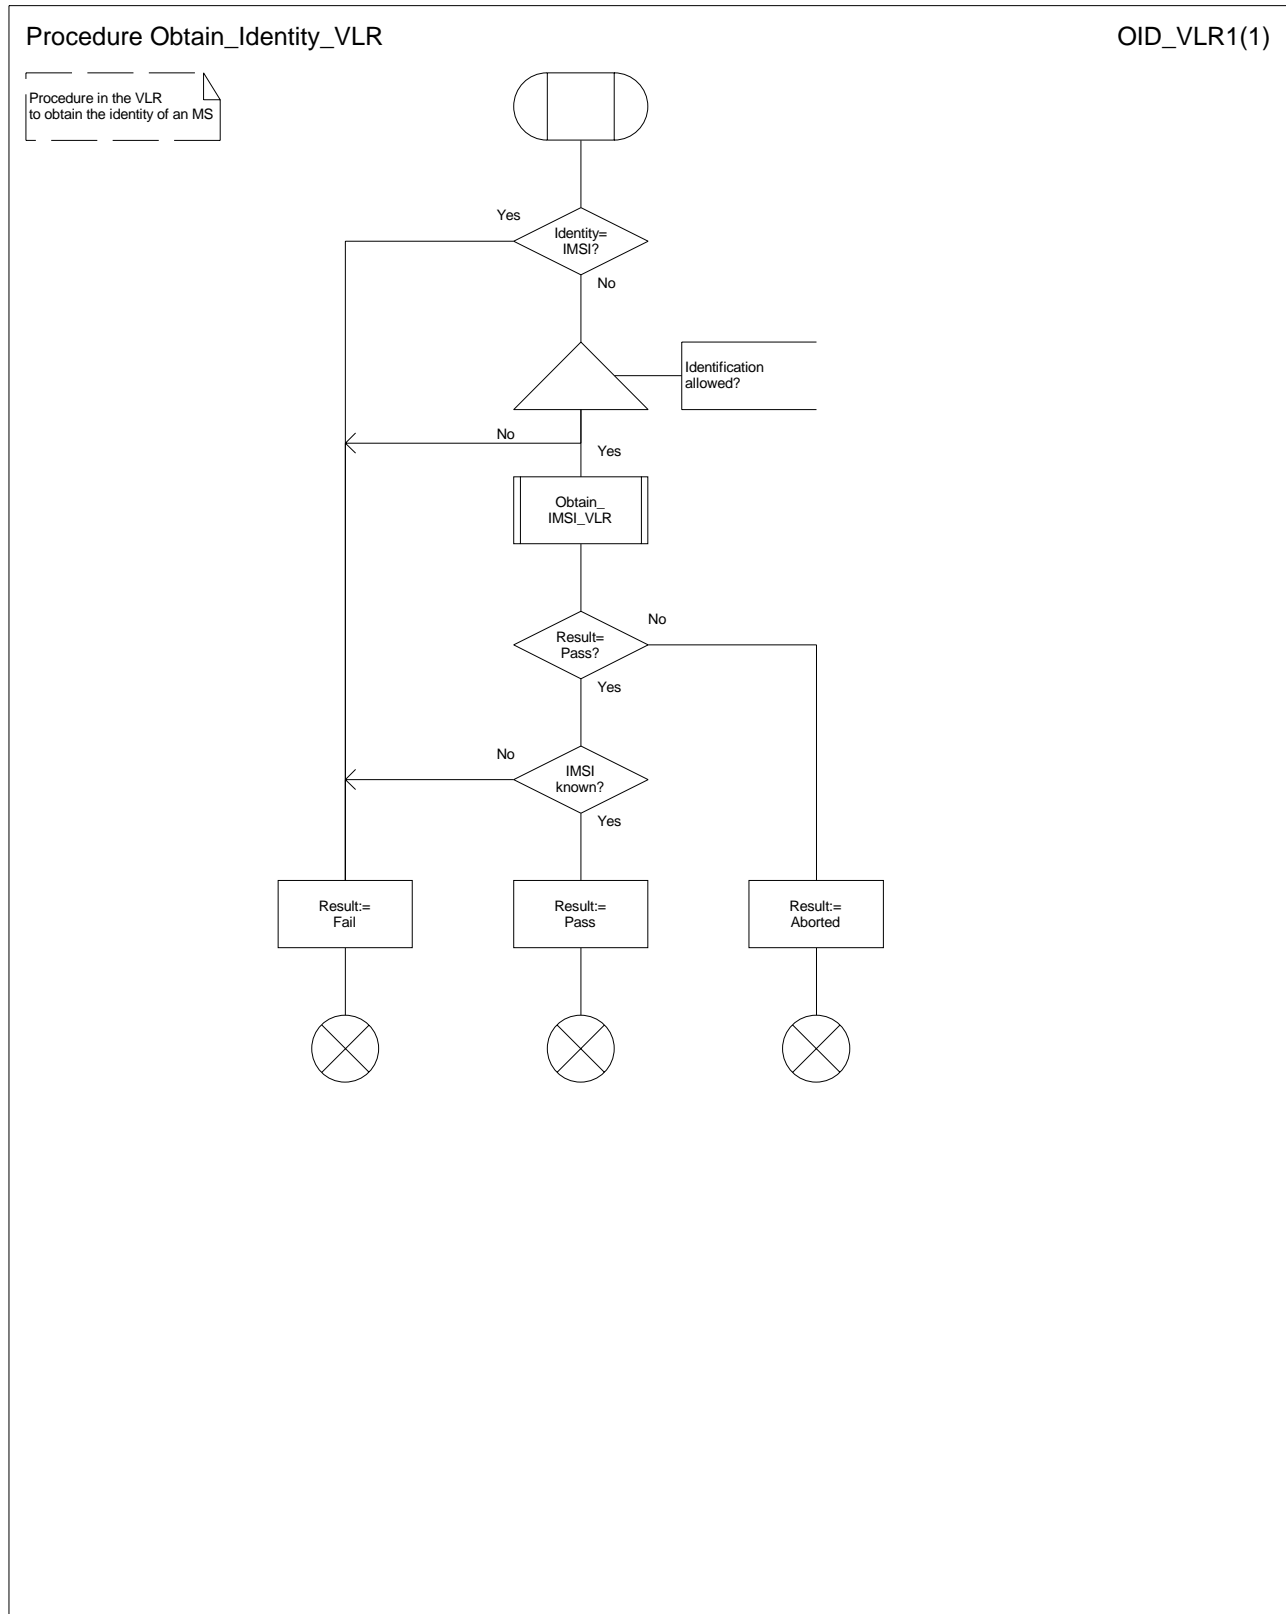 Procedure Obtain_Identity_VLR
OID_VLR1(1)
Procedure in the VLR
to obtain the identity of an MS
Yes
Identity=
IMSI?
No
Identification
allowed?
No
Yes
Obtain_
IMSI_VLR
No
Result=
Pass?
Yes
No
IMSI
known?
Yes
Result:=
Fail
Result:=
Pass
Result:=
Aborted